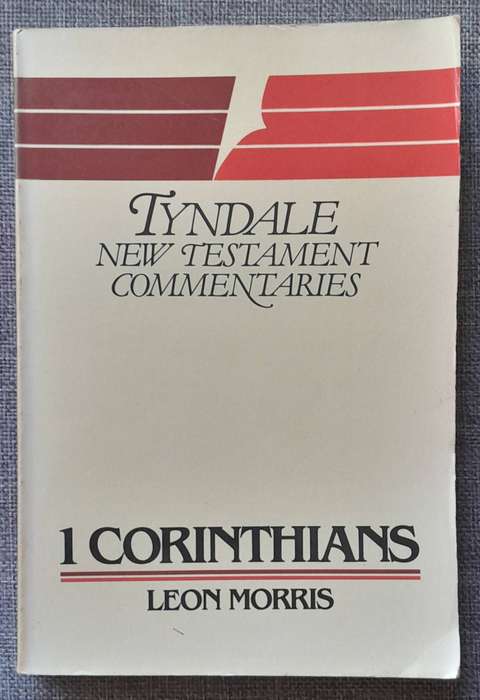 TYNDALE
NEW TESTAMENT
COMMENTARIES
1 CORINTHIANS
LEON MORRIS